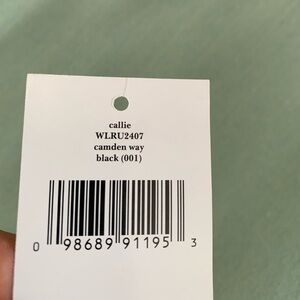 callie
WLRU2407
camden way
black (001)
0 98689 91195 3